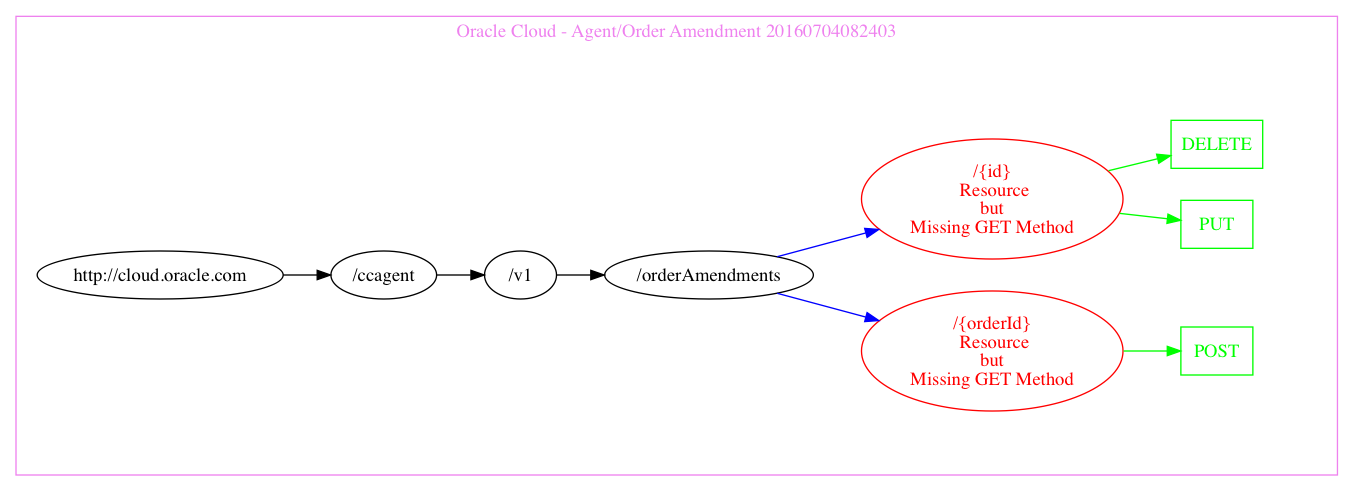 Oracle Cloud - Agent/Order Amendment 20160704082403
http://cloud.oracle.com
/ccagent
/v1
/orderAmendments
/{id}
Resource
but
Missing GET Method
DELETE
PUT
/{orderId}
Resource
but
Missing GET Method
POST